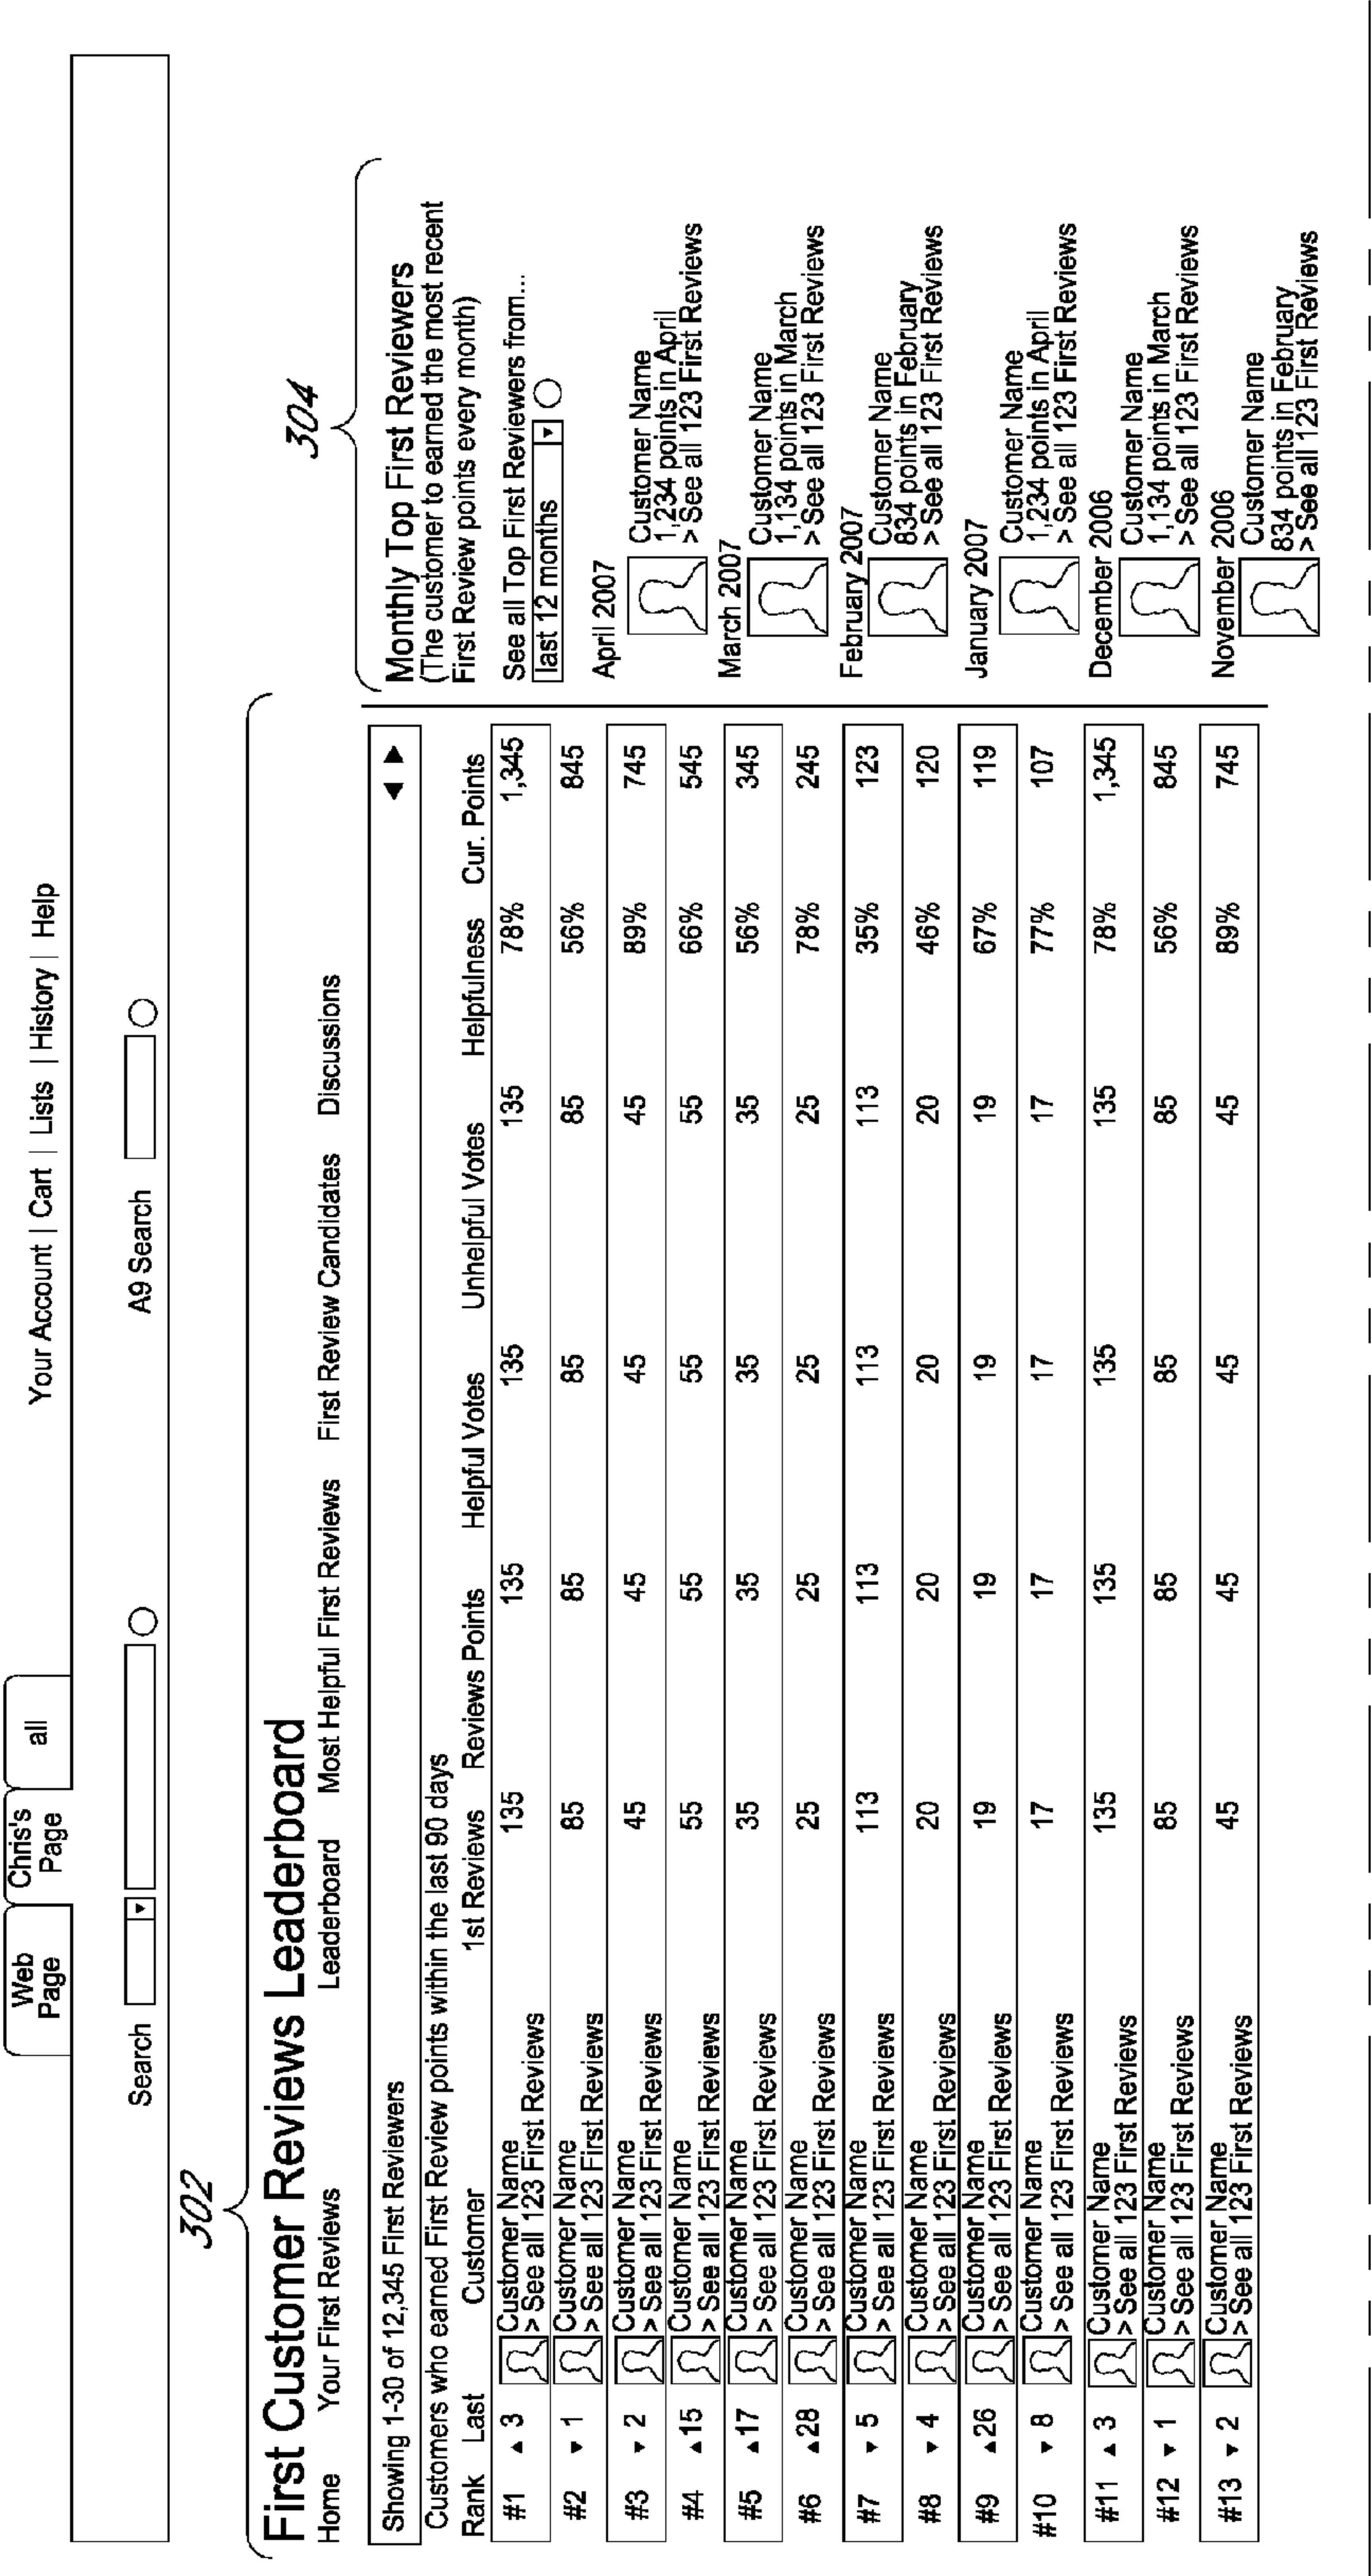 Web
Page
Chris's
Page
all
Your Account | Cart | Lists | History | Help
Search
A9 Search
302
First Customer Reviews Leaderboard
Home Your First Reviews Leaderboard Most Helpful First Reviews First Review Candidates Discussions
Showing 1-30 of 12,345 First Reviewers ◀ ▶
Customers who earned First Review points within the last 90 days
Rank Last Customer 1st Reviews Reviews Points Helpful Votes Unhelpful Votes Helpfulness Cur. Points
#1 ▲ 3 Customer Name 135 135 135 135 78% 1,345
> See all 123 First Reviews
#2 ▼ 1 Customer Name 85 85 85 85 56% 845
> See all 123 First Reviews
#3 ▼ 2 Customer Name 45 45 45 45 89% 745
> See all 123 First Reviews
#4 ▲ 15 Customer Name 55 55 55 55 66% 545
> See all 123 First Reviews
#5 ▲ 17 Customer Name 35 35 35 35 56% 345
> See all 123 First Reviews
#6 ▲ 28 Customer Name 25 25 25 25 78% 245
> See all 123 First Reviews
#7 ▼ 5 Customer Name 113 113 113 113 35% 123
> See all 123 First Reviews
#8 ▼ 4 Customer Name 20 20 20 20 46% 120
> See all 123 First Reviews
#9 ▲ 26 Customer Name 19 19 19 19 67% 119
> See all 123 First Reviews
#10 ▼ 8 Customer Name 17 17 17 17 77% 107
> See all 123 First Reviews
#11 ▲ 3 Customer Name 135 135 135 135 78% 1,345
> See all 123 First Reviews
#12 ▼ 1 Customer Name 85 85 85 85 56% 845
> See all 123 First Reviews
#13 ▼ 2 Customer Name 45 45 45 45 89% 745
> See all 123 First Reviews
304
Monthly Top First Reviewers
(The customer to earned the most recent
First Review points every month)
See all Top First Reviewers from...
last 12 months
April 2007
Customer Name
1,234 points in April
> See all 123 First Reviews
March 2007
Customer Name
1,134 points in March
> See all 123 First Reviews
February 2007
Customer Name
834 points in February
> See all 123 First Reviews
January 2007
Customer Name
1,234 points in April
> See all 123 First Reviews
December 2006
Customer Name
1,134 points in March
> See all 123 First Reviews
November 2006
Customer Name
834 points in February
> See all 123 First Reviews